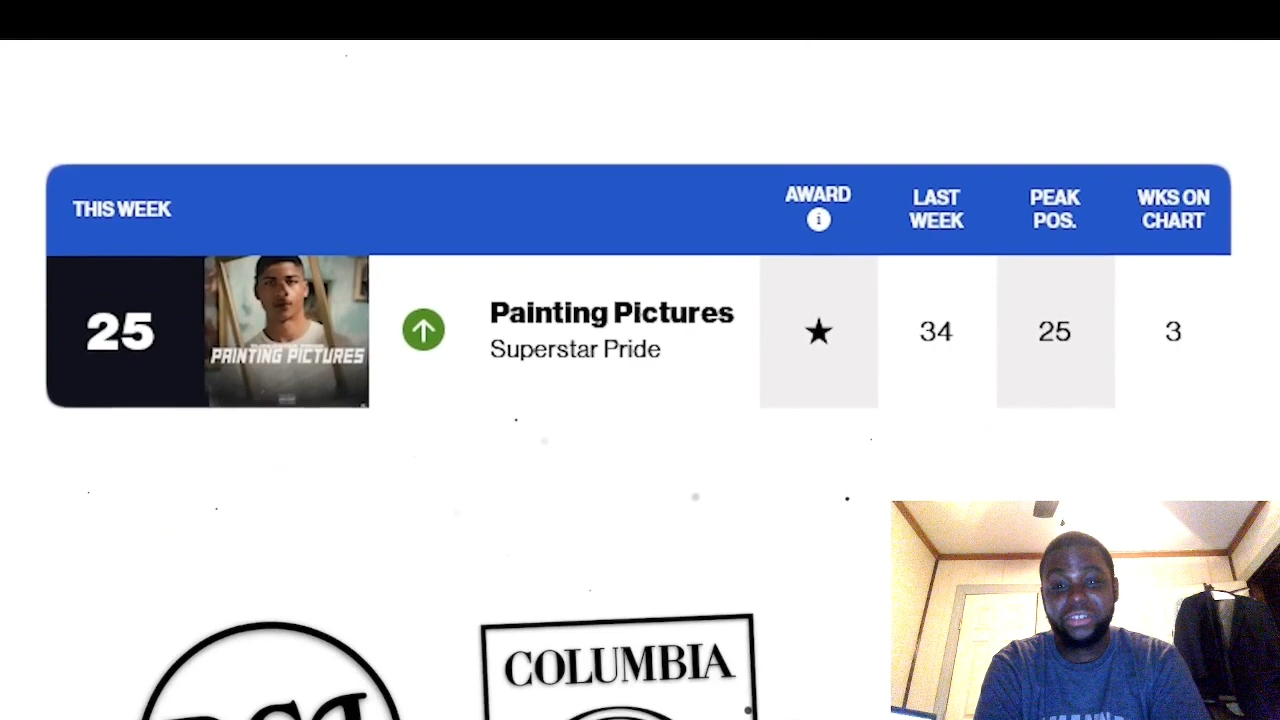 THIS WEEK
AWARD
i
LAST
WEEK
PEAK
POS.
WKS ON
CHART
25
PAINTING PICTURES
Painting Pictures
Superstar Pride
★
34
25
3
COLUMBIA